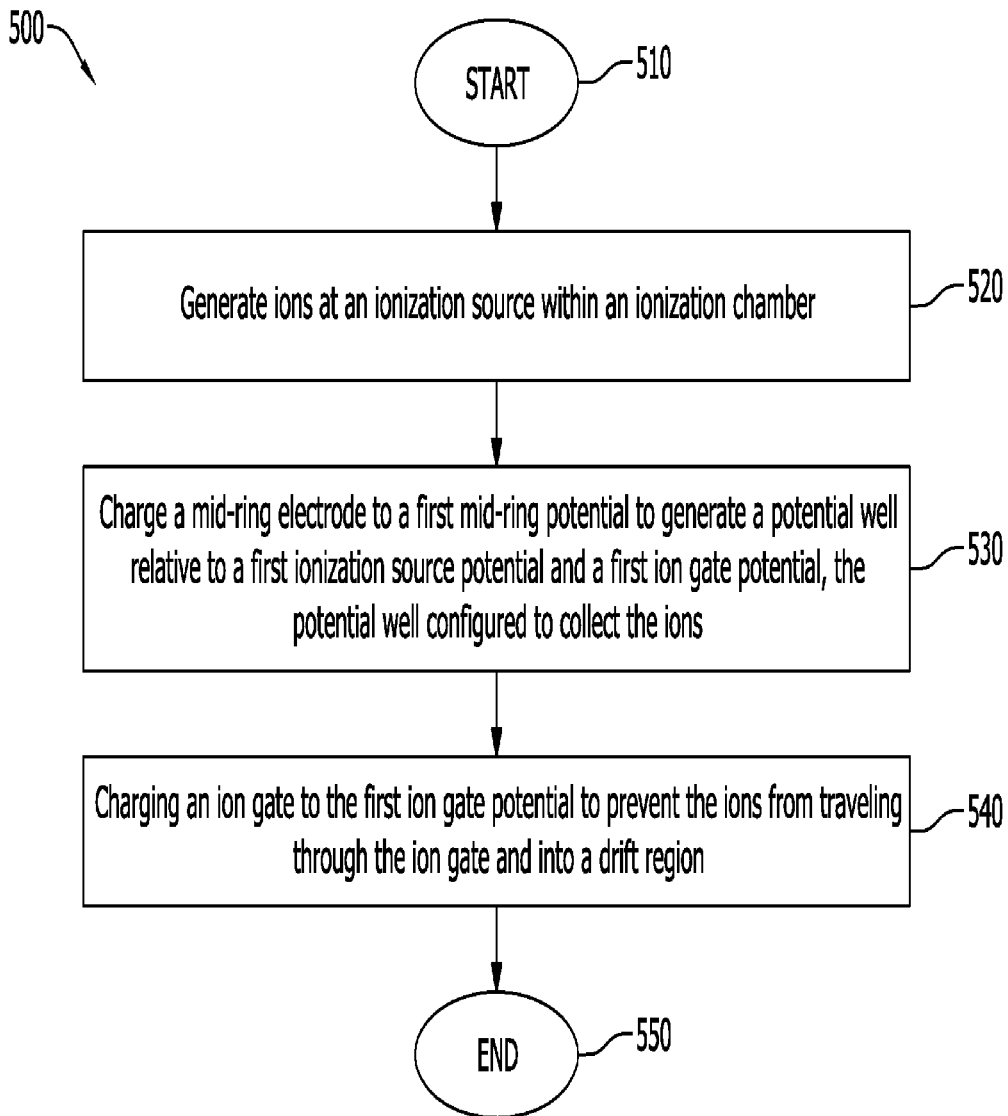 500
START
510
Generate ions at an ionization source within an ionization chamber
520
Charge a mid-ring electrode to a first mid-ring potential to generate a potential well
relative to a first ionization source potential and a first ion gate potential, the
potential well configured to collect the ions
530
Charging an ion gate to the first ion gate potential to prevent the ions from traveling
through the ion gate and into a drift region
540
END
550